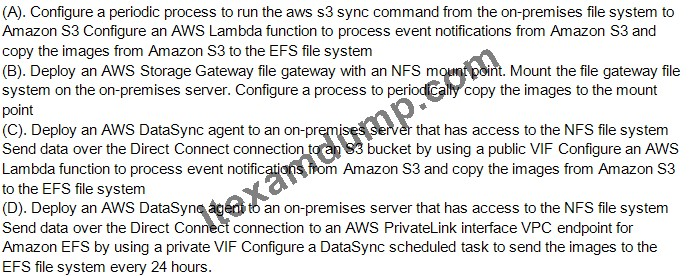 (A). Configure a periodic process to run the aws s3 sync command from the on-premises file system to
Amazon S3 Configure an AWS Lambda function to process event notifications from Amazon S3 and
copy the images from Amazon S3 to the EFS file system
(B). Deploy an AWS Storage Gateway file gateway with an NFS mount point. Mount the file gateway file
system on the on-premises server. Configure a process to periodically copy the images to the mount
point
(C). Deploy an AWS DataSync agent to an on-premises server that has access to the NFS file system
Send data over the Direct Connect connection to an S3 bucket by using a public VIF Configure an AWS
Lambda function to process event notifications from Amazon S3 and copy the images from Amazon S3
to the EFS file system
(D). Deploy an AWS DataSync agent to an on-premises server that has access to the NFS file system
Send data over the Direct Connect connection to an AWS PrivateLink interface VPC endpoint for
Amazon EFS by using a private VIF Configure a DataSync scheduled task to send the images to the
EFS file system every 24 hours.
Itexamdump.com